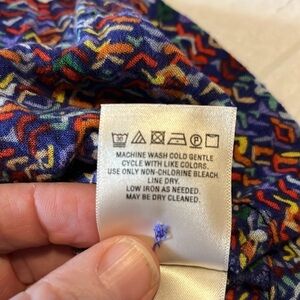 MACHINE WASH COLD GENTLE
CYCLE WITH LIKE COLORS.
USE ONLY NON-CHLORINE BLEACH.
LINE DRY.
LOW IRON AS NEEDED.
MAY BE DRY CLEANED.